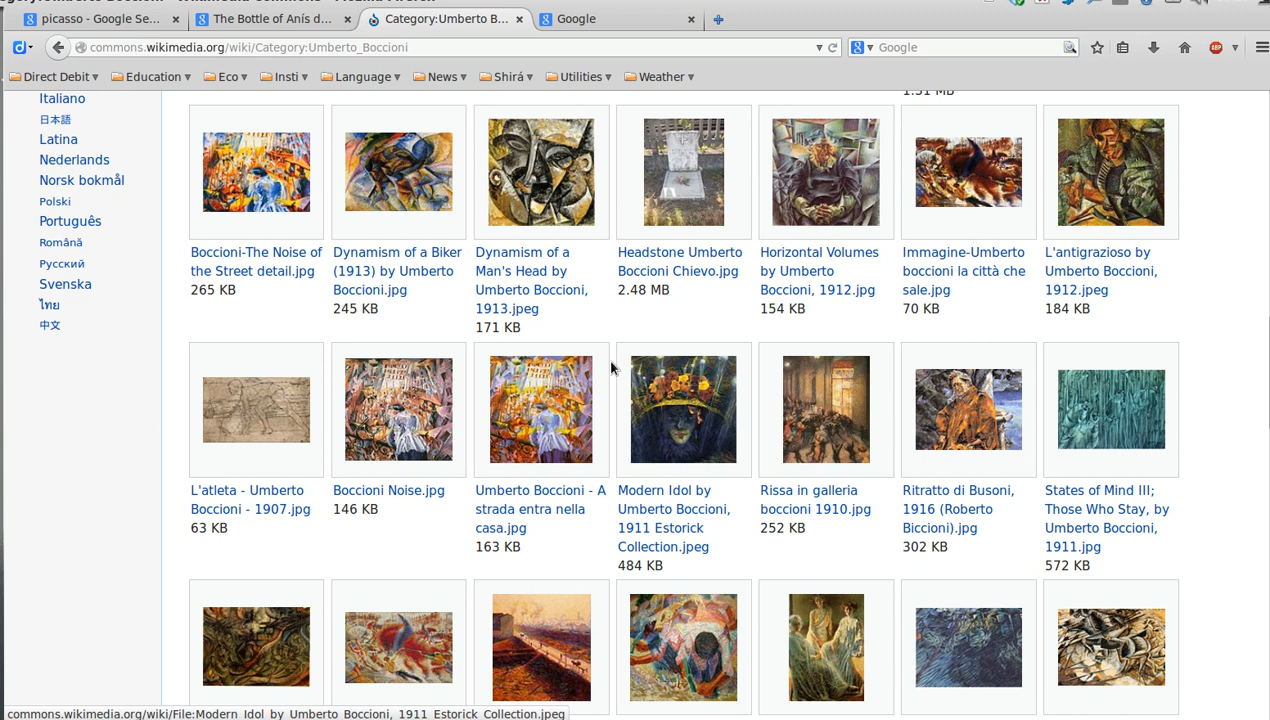 picasso - Google Se...
The Bottle of Anís d...
Category:Umberto B...
Google
commons.wikimedia.org/wiki/Category:Umberto_Boccioni
Google
Direct Debit
Education
Eco
Insti
Language
News
Shirá
Utilities
Weather
Italiano
日本語
Latina
Nederlands
Norsk bokmål
Polski
Português
Română
Русский
Svenska
ไทย
中文
Boccioni-The Noise of
the Street detail.jpg
265 KB
Dynamism of a Biker
(1913) by Umberto
Boccioni.jpg
245 KB
Dynamism of a
Man's Head by
Umberto Boccioni,
1913.jpeg
171 KB
Headstone Umberto
Boccioni Chievo.jpg
2.48 MB
Horizontal Volumes
by Umberto
Boccioni, 1912.jpg
154 KB
Immagine-Umberto
boccioni la città che
sale.jpg
70 KB
L'antigrazioso by
Umberto Boccioni,
1912.jpeg
184 KB
L'atleta - Umberto
Boccioni - 1907.jpg
63 KB
Boccioni Noise.jpg
146 KB
Umberto Boccioni - A
strada entra nella
casa.jpg
163 KB
Modern Idol by
Umberto Boccioni,
1911 Estorick
Collection.jpeg
484 KB
Rissa in galleria
boccioni 1910.jpg
252 KB
Ritratto di Busoni,
1916 (Roberto
Biccioni).jpg
302 KB
States of Mind III;
Those Who Stay, by
Umberto Boccioni,
1911.jpg
572 KB
commons.wikimedia.org/wiki/File:Modern_Idol_by_Umberto_Boccioni,_1911_Estorick_Collection.jpeg